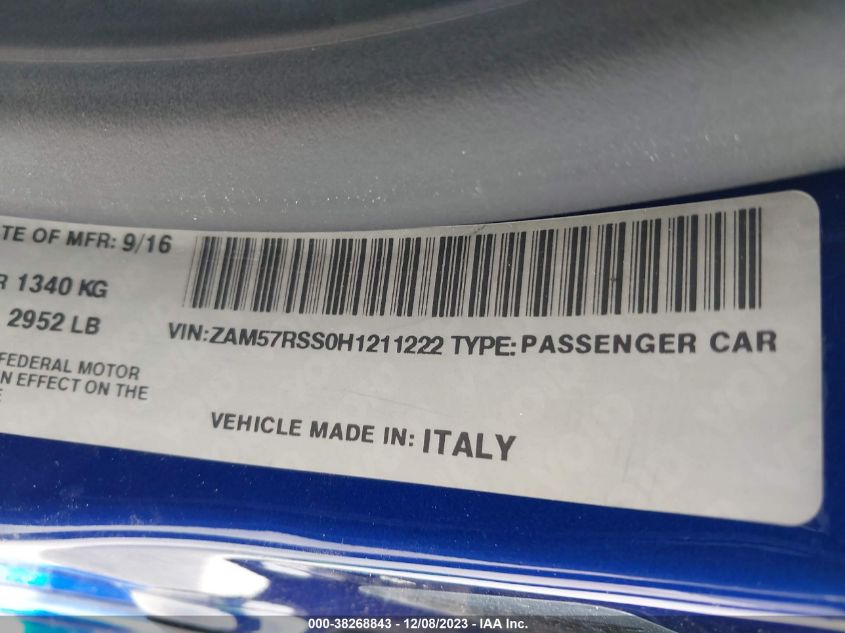 TE OF MFR: 9/16
R 1340 KG
2952 LB
VIN:ZAM57RSS0H1211222 TYPE:PASSENGER CAR
FEDERAL MOTOR
N EFFECT ON THE
E
VEHICLE MADE IN: ITALY
000-38268843 - 12/08/2023 - IAA Inc.